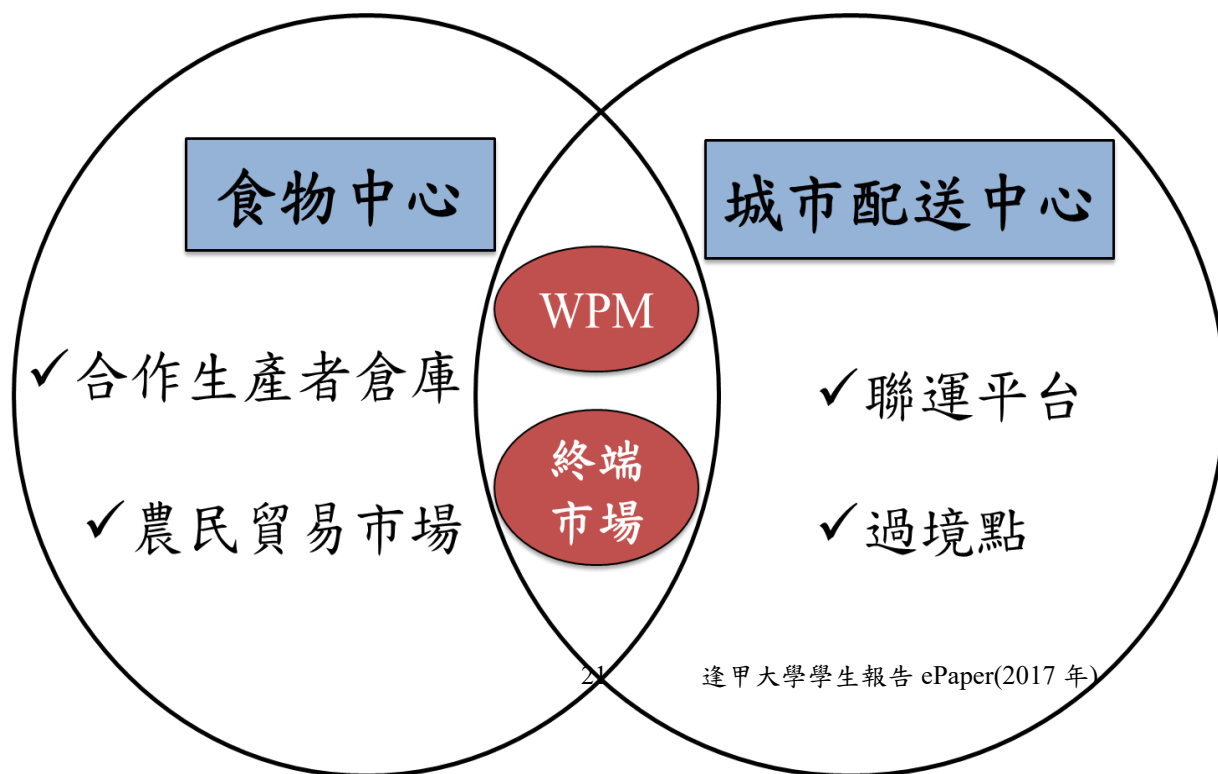 食物中心
城市配送中心
WPM
✓合作生產者倉庫
✓聯運平台
終端
市場
✓農民貿易市場
✓過境點
21
逢甲大學學生報告 ePaper(2017 年)